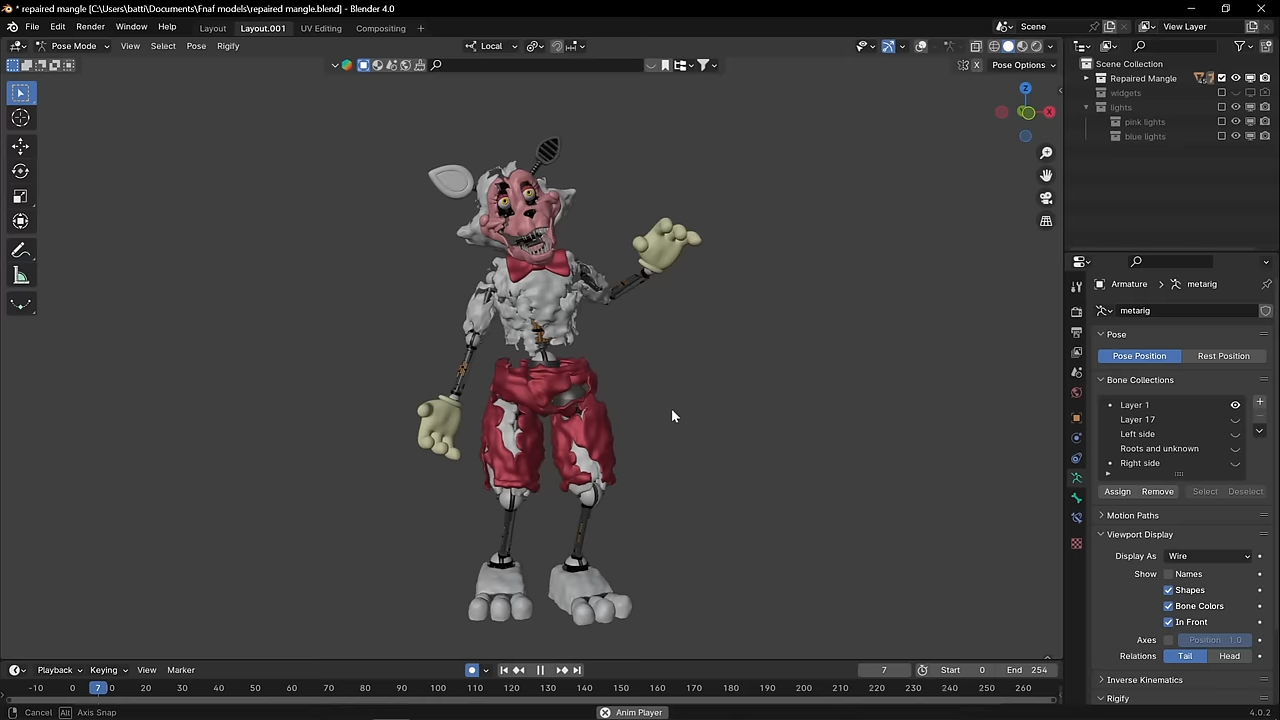 * repaired mangle [C:\Users\batti\Documents\Fnaf models\repaired mangle.blend] - Blender 4.0
File Edit Render Window Help Layout Layout.001 UV Editing Compositing + Scene View Layer
Pose Mode View Select Pose Rigify Local
X Pose Options
Scene Collection
Repaired Mangle
widgets
lights
pink lights
blue lights
Z
X
Armature > metarig
metarig
Pose
Pose Position Rest Position
Bone Collections
Layer 1
Layer 17
Left side
Roots and unknown
Right side
Assign Remove Select Deselect
Motion Paths
Viewport Display
Display As Wire
Show Names
Shapes
Bone Colors
In Front
Axes Position 1.0
Relations Tail Head
Inverse Kinematics
Rigify
Playback Keying View Marker 7 Start 0 End 254
-10 0 7 0 20 30 40 50 60 70 80 90 100 110 120 130 140 150 160 170 180 190 200 210 220 230 240 250 260
Cancel Alt Axis Snap Anim Player 4.0.2